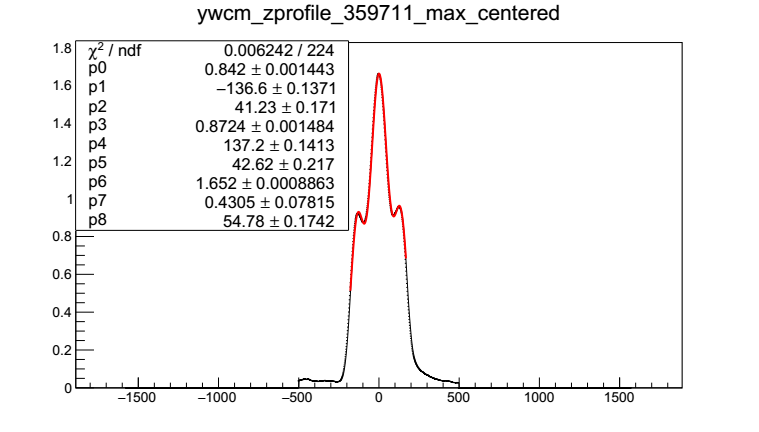 ywcm_zprofile_359711_max_centered
χ² / ndf 0.006242 / 224
p0 0.842 ± 0.001443
p1 −136.6 ± 0.1371
p2 41.23 ± 0.171
p3 0.8724 ± 0.001484
p4 137.2 ± 0.1413
p5 42.62 ± 0.217
p6 1.652 ± 0.0008863
p7 0.4305 ± 0.07815
p8 54.78 ± 0.1742
1.8
1.6
1.4
1.2
1
0.8
0.6
0.4
0.2
0
−1500 −1000 −500 0 500 1000 1500